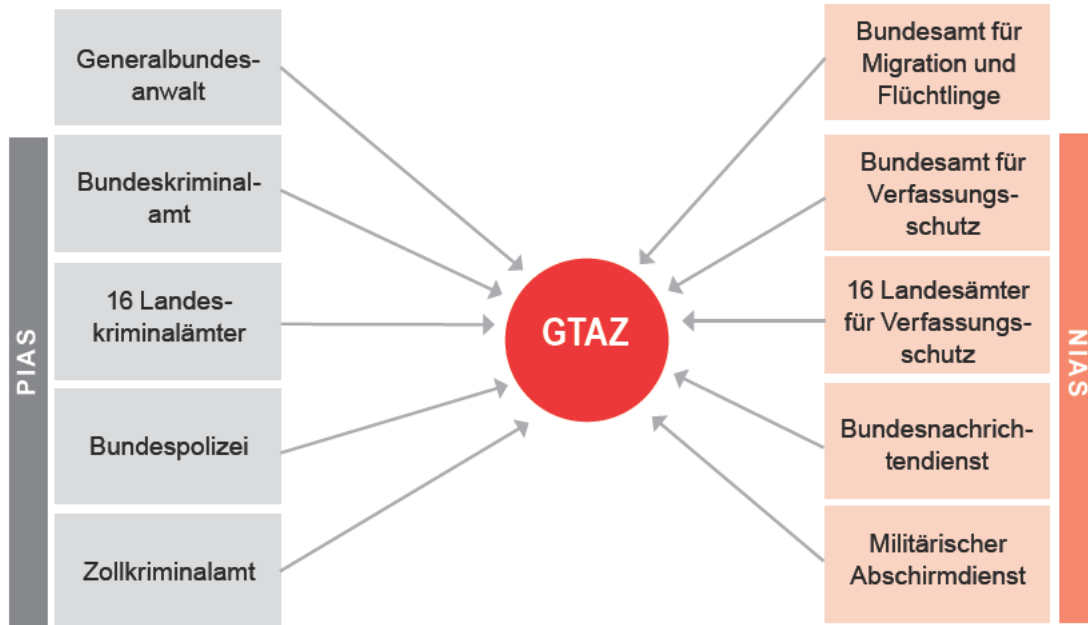 Generalbundes-
anwalt
PIAS
Bundeskriminal-
amt
16 Landes-
kriminalämter
Bundespolizei
Zollkriminalamt
GTAZ
Bundesamt für
Migration und
Flüchtlinge
Bundesamt für
Verfassungs-
schutz
16 Landesämter
für Verfassungs-
schutz
Bundesnachrich-
tendienst
Militärischer
Abschirmdienst
NIAS